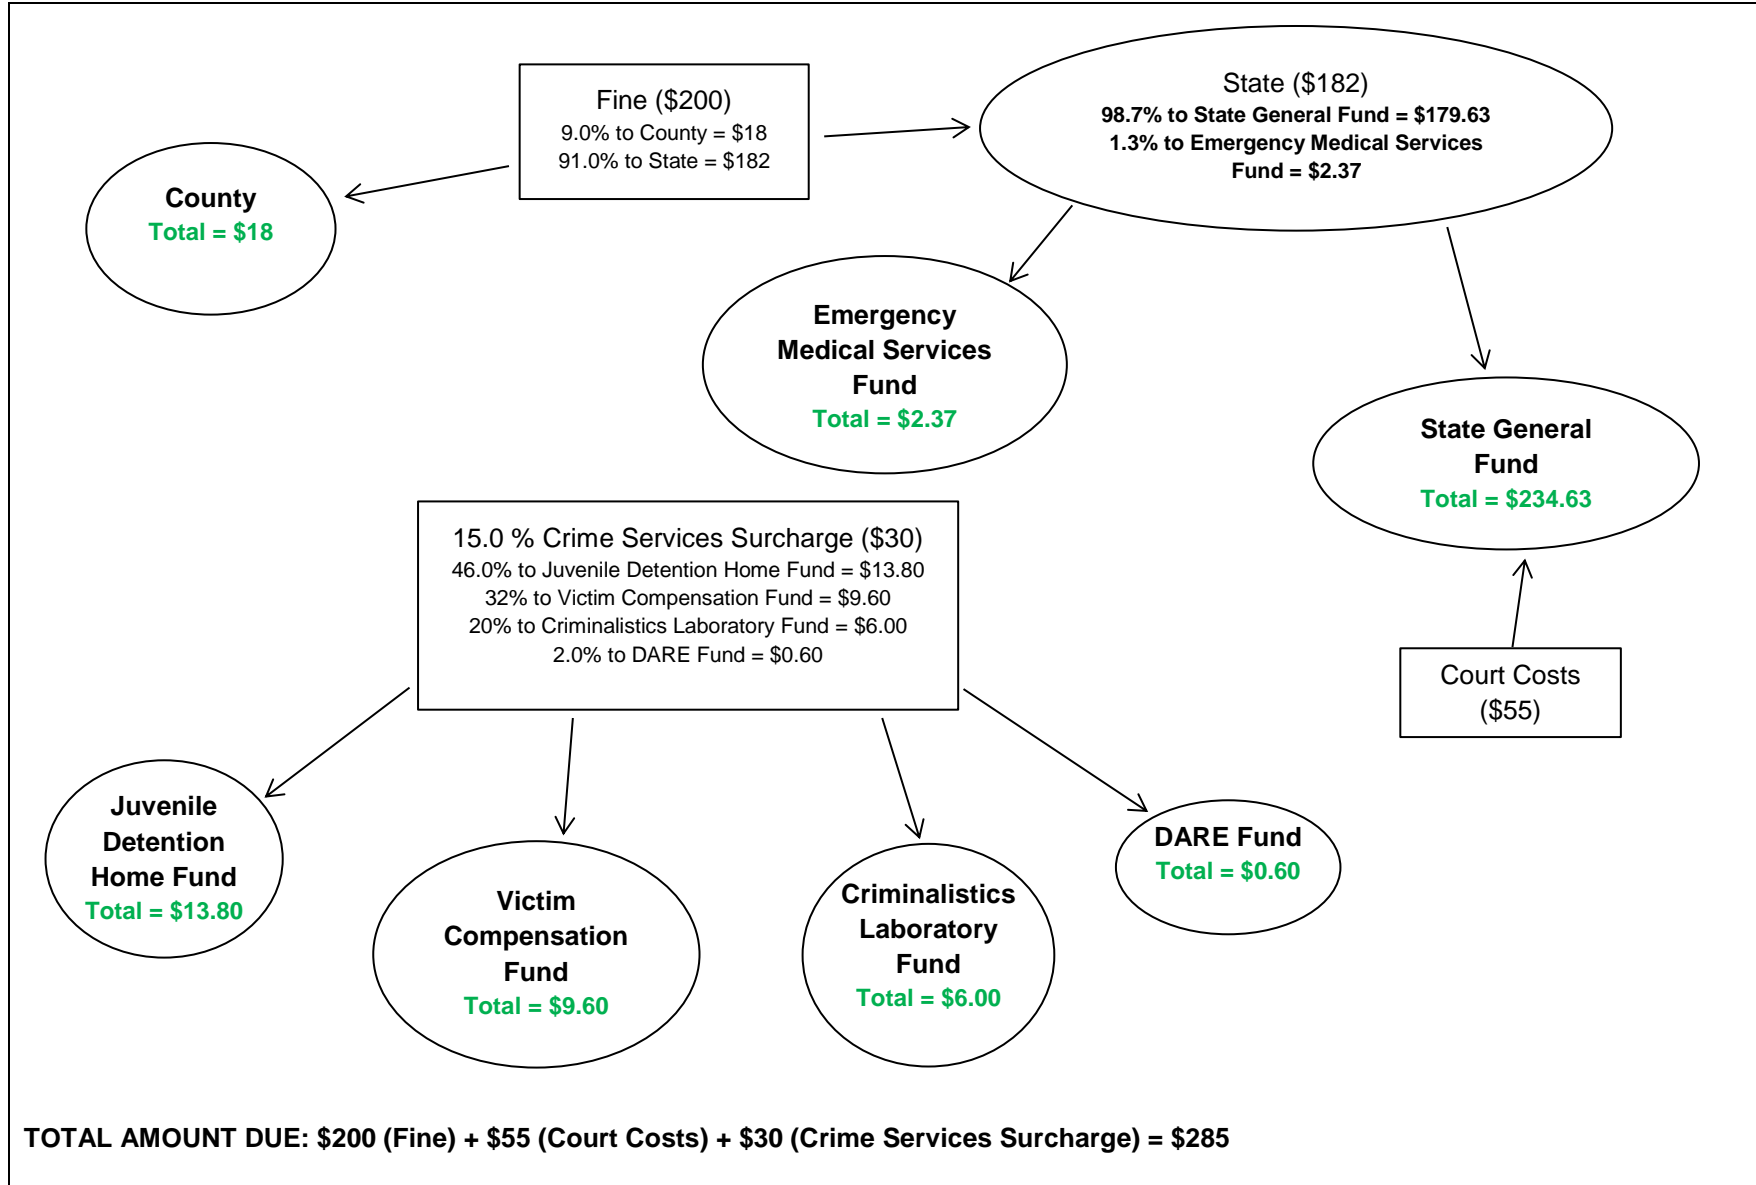 Fine ($200)
9.0% to County = $18
91.0% to State = $182
State ($182)
98.7% to State General Fund = $179.63
1.3% to Emergency Medical Services
Fund = $2.37
County
Total = $18
Emergency
Medical Services
Fund
Total = $2.37
State General
Fund
Total = $234.63
15.0 % Crime Services Surcharge ($30)
46.0% to Juvenile Detention Home Fund = $13.80
32% to Victim Compensation Fund = $9.60
20% to Criminalistics Laboratory Fund = $6.00
2.0% to DARE Fund = $0.60
Court Costs
($55)
Juvenile
Detention
Home Fund
Total = $13.80
Victim
Compensation
Fund
Total = $9.60
Criminalistics
Laboratory
Fund
Total = $6.00
DARE Fund
Total = $0.60
TOTAL AMOUNT DUE: $200 (Fine) + $55 (Court Costs) + $30 (Crime Services Surcharge) = $285